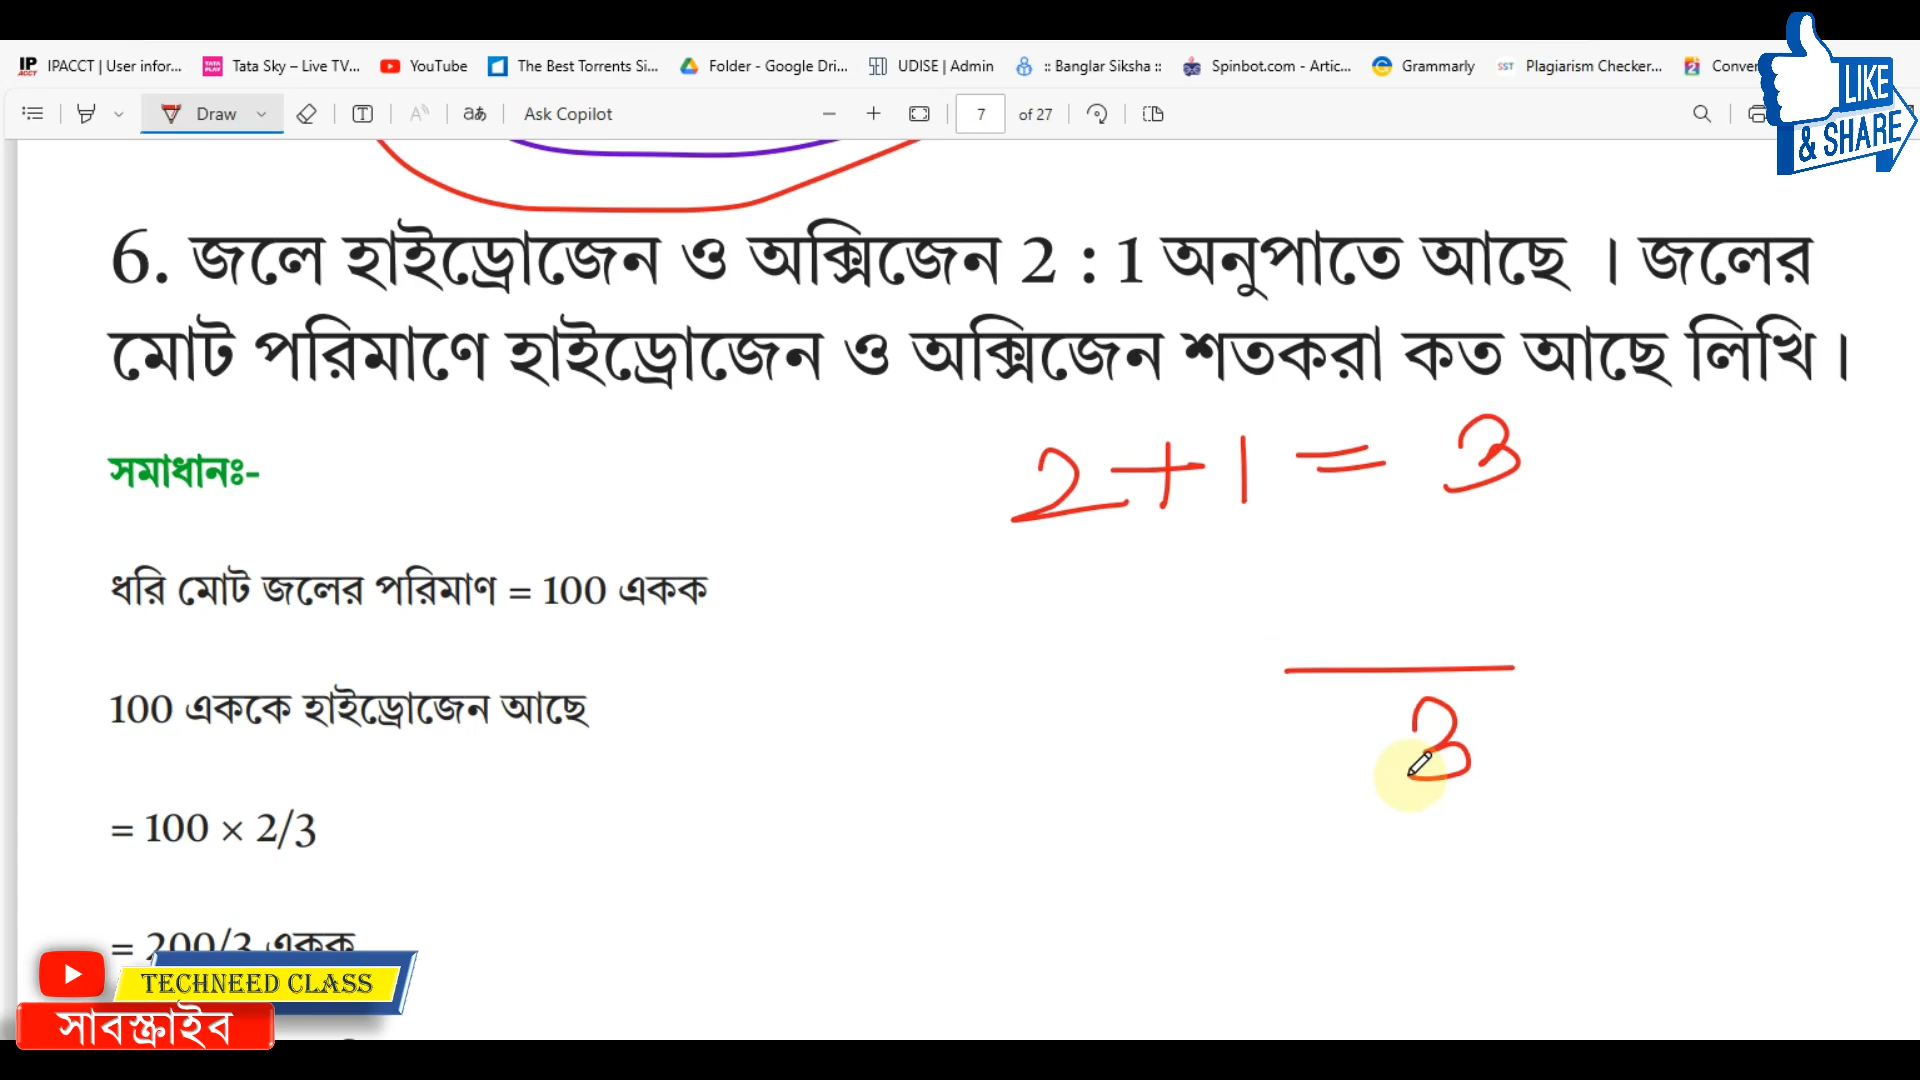 IPACCT | User infor...
Tata Sky – Live TV...
YouTube
The Best Torrents Si...
Folder - Google Dri...
UDISE | Admin
:: Banglar Siksha ::
Spinbot.com - Artic...
Grammarly
Plagiarism Checker...
LIKE
& SHARE
Draw
Ask Copilot
7
of 27
6. জলে হাইড্রোজেন ও অক্সিজেন 2 : 1 অনুপাতে আছে । জলের
মোট পরিমাণে হাইড্রোজেন ও অক্সিজেন শতকরা কত আছে লিখি।
2 + 1 = 3
সমাধানঃ-
ধরি মোট জলের পরিমাণ = 100 একক
3
100 এককে হাইড্রোজেন আছে
= 100 × 2/3
= 200/3 একক
TECHNEED CLASS
সাবস্ক্রাইব